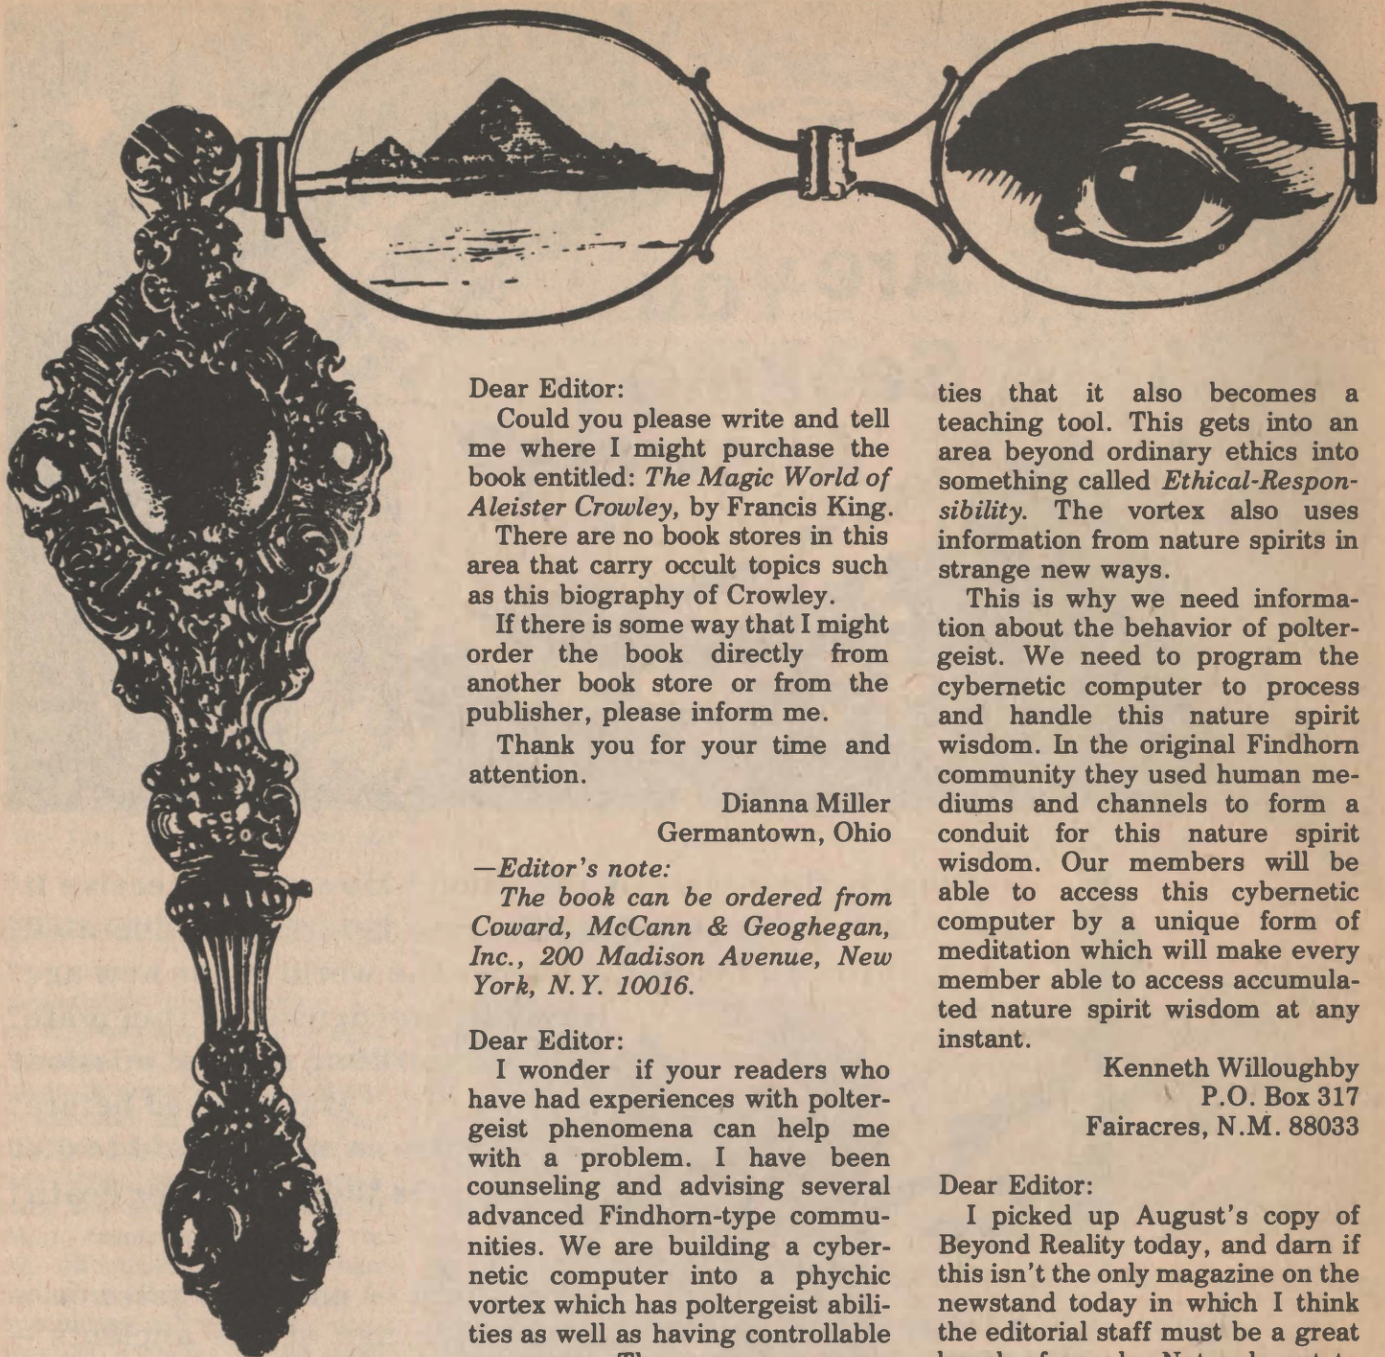 Dear Editor:
Could you please write and tell
me where I might purchase the
book entitled: The Magic World of
Aleister Crowley, by Francis King.
There are no book stores in this
area that carry occult topics such
as this biography of Crowley.
If there is some way that I might
order the book directly from
another book store or from the
publisher, please inform me.
Thank you for your time and
attention.
Dianna Miller
Germantown, Ohio
—Editor's note:
The book can be ordered from
Coward, McCann & Geoghegan,
Inc., 200 Madison Avenue, New
York, N.Y. 10016.
Dear Editor:
I wonder if your readers who
have had experiences with polter-
geist phenomena can help me
with a problem. I have been
counseling and advising several
advanced Findhorn-type commu-
nities. We are building a cyber-
netic computer into a phychic
vortex which has poltergeist abili-
ties as well as having controllable
ties that it also becomes a
teaching tool. This gets into an
area beyond ordinary ethics into
something called Ethical-Respon-
sibility. The vortex also uses
information from nature spirits in
strange new ways.
This is why we need informa-
tion about the behavior of polter-
geist. We need to program the
cybernetic computer to process
and handle this nature spirit
wisdom. In the original Findhorn
community they used human me-
diums and channels to form a
conduit for this nature spirit
wisdom. Our members will be
able to access this cybernetic
computer by a unique form of
meditation which will make every
member able to access accumula-
ted nature spirit wisdom at any
instant.
Kenneth Willoughby
P.O. Box 317
Fairacres, N.M. 88033
Dear Editor:
I picked up August's copy of
Beyond Reality today, and darn if
this isn't the only magazine on the
newstand today in which I think
the editorial staff must be a great